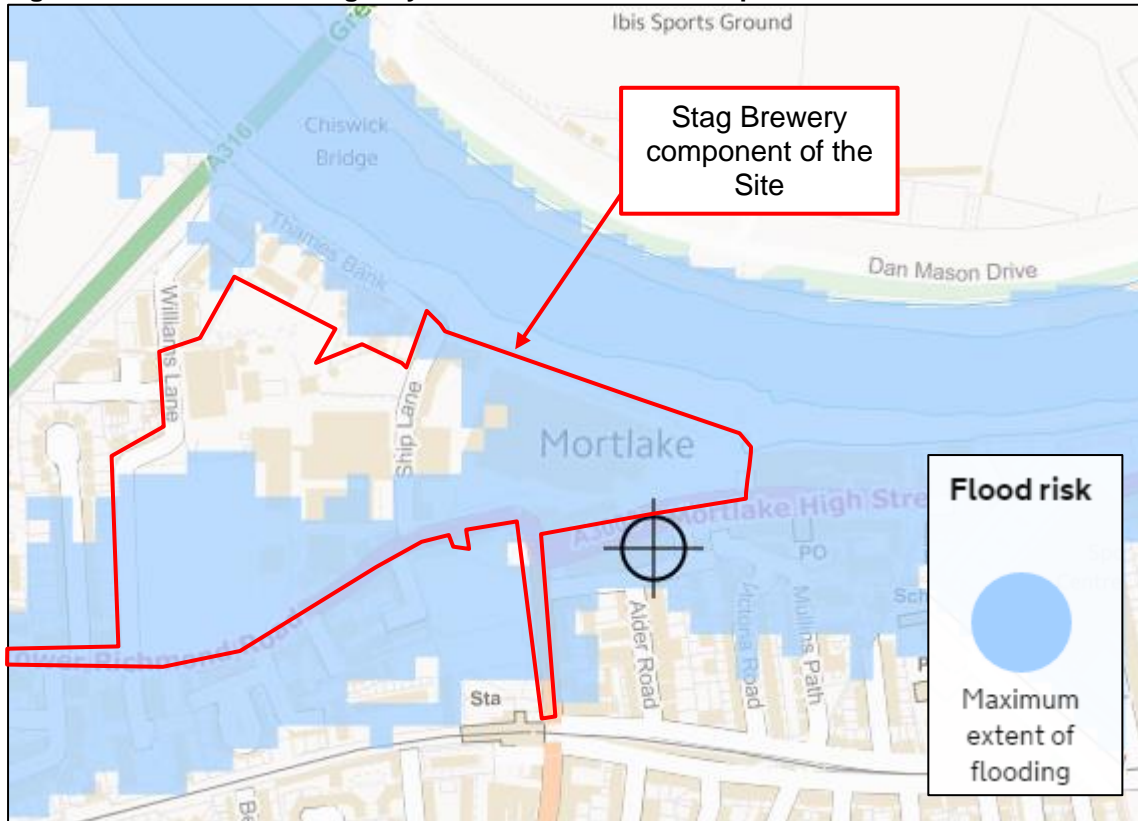 Ibis Sports Ground
A316
Chiswick
Bridge
Stag Brewery
component of the
Site
Thames Bank
Dan Mason Drive
Williams Lane
Ship Lane
Mortlake
Mortlake High Street
Flood risk
PO
Lower Richmond Road
Alder Road
Victoria Road
Mullins Path
Sta
Maximum
extent of
flooding